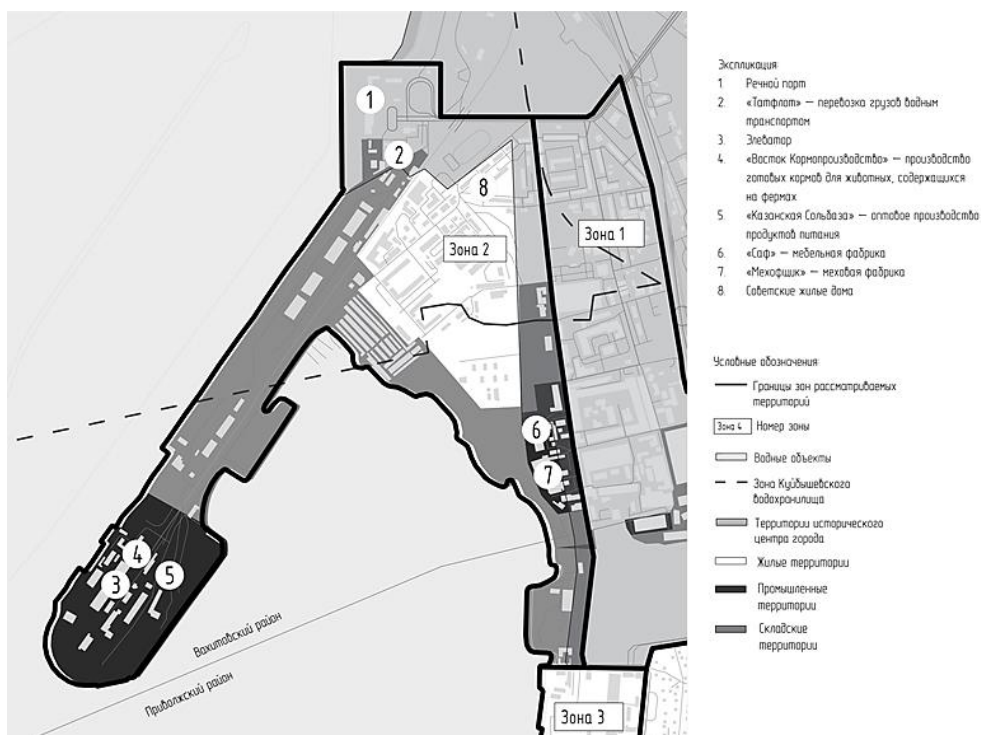 1
2
8
Зона 1
Зона 2
6
7
4
3
5
Вахитовский район
Приволжский район
Зона 3
Экспликация
1. Речной порт
2. «Татфлот» — перевозка грузов водным
транспортом
3. Элеватор
4. «Восток Кормопроизводство» — производство
готовых кормов для животных, содержащихся
на фермах
5. «Казанская Сольбаза» — оптовое производство
продуктов питания
6. «Саф» — мебельная фабрика
7. «Мехофщик» — меховая фабрика
8. Советские жилые дома
Условные обозначения
Границы зон рассматриваемых
территорий
Зона 4 Номер зоны
Водные объекты
Зона Куйбышевского
водохранилища
Территории исторического
центра города
Жилые территории
Промышленные
территории
Складские
территории